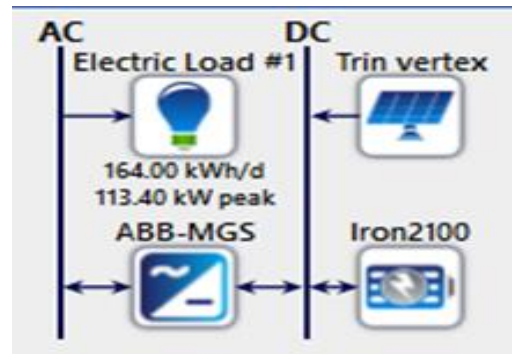 AC
DC
Electric Load #1
Trin vertex
164.00 kWh/d
113.40 kW peak
ABB-MGS
Iron2100